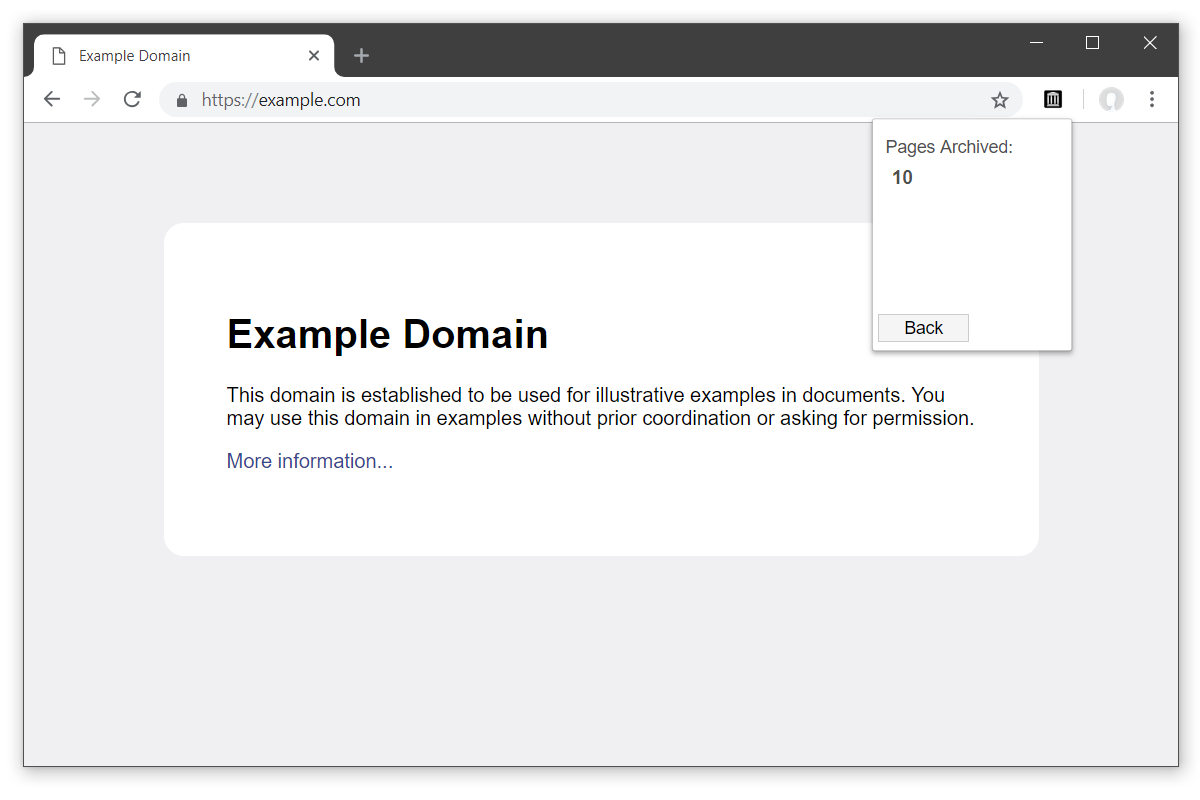 Example Domain
https://example.com
Pages Archived:
10
Back
Example Domain
This domain is established to be used for illustrative examples in documents. You
may use this domain in examples without prior coordination or asking for permission.
More information...